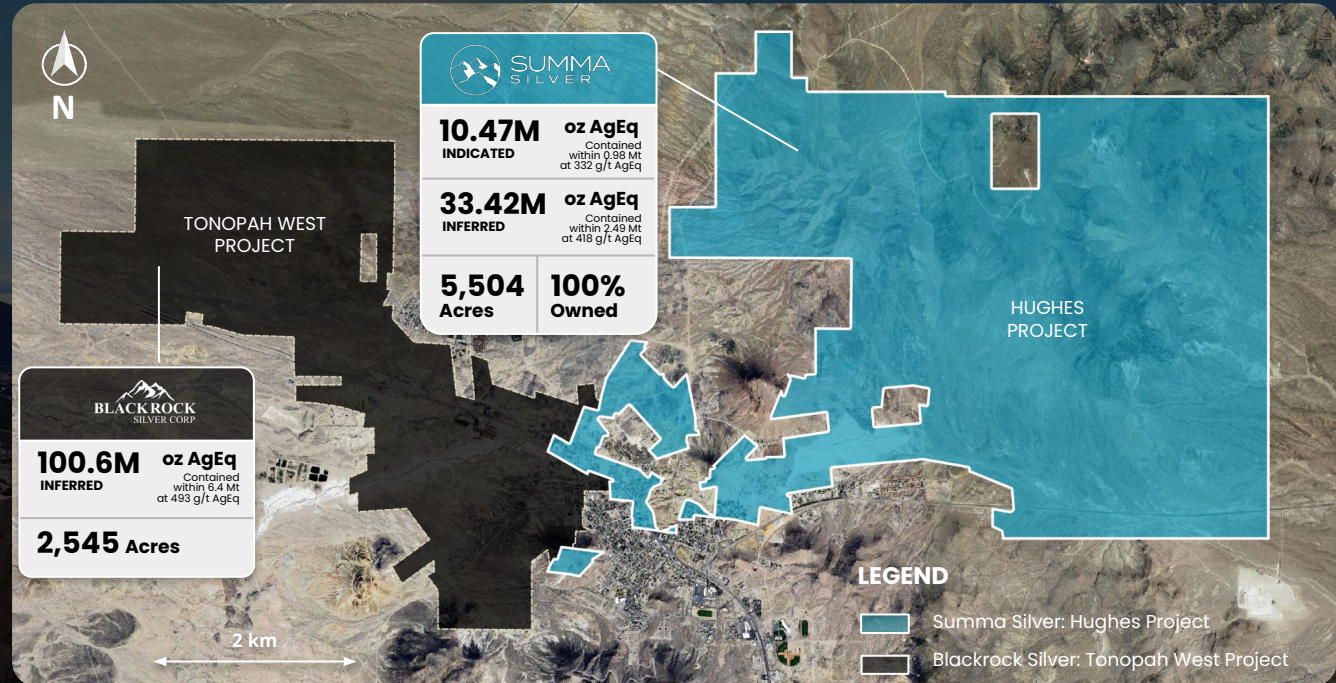 N
SUMMA
SILVER
10.47M oz AgEq
INDICATED
Contained
within 0.98 Mt
at 332 g/t AgEq
33.42M oz AgEq
INFERRED
Contained
within 2.49 Mt
at 418 g/t AgEq
5,504
Acres
100%
Owned
TONOPAH WEST
PROJECT
HUGHES
PROJECT
BLACKROCK
SILVER CORP
100.6M oz AgEq
INFERRED
Contained
within 6.4 Mt
at 493 g/t AgEq
2,545 Acres
2 km
LEGEND
Summa Silver: Hughes Project
Blackrock Silver: Tonopah West Project